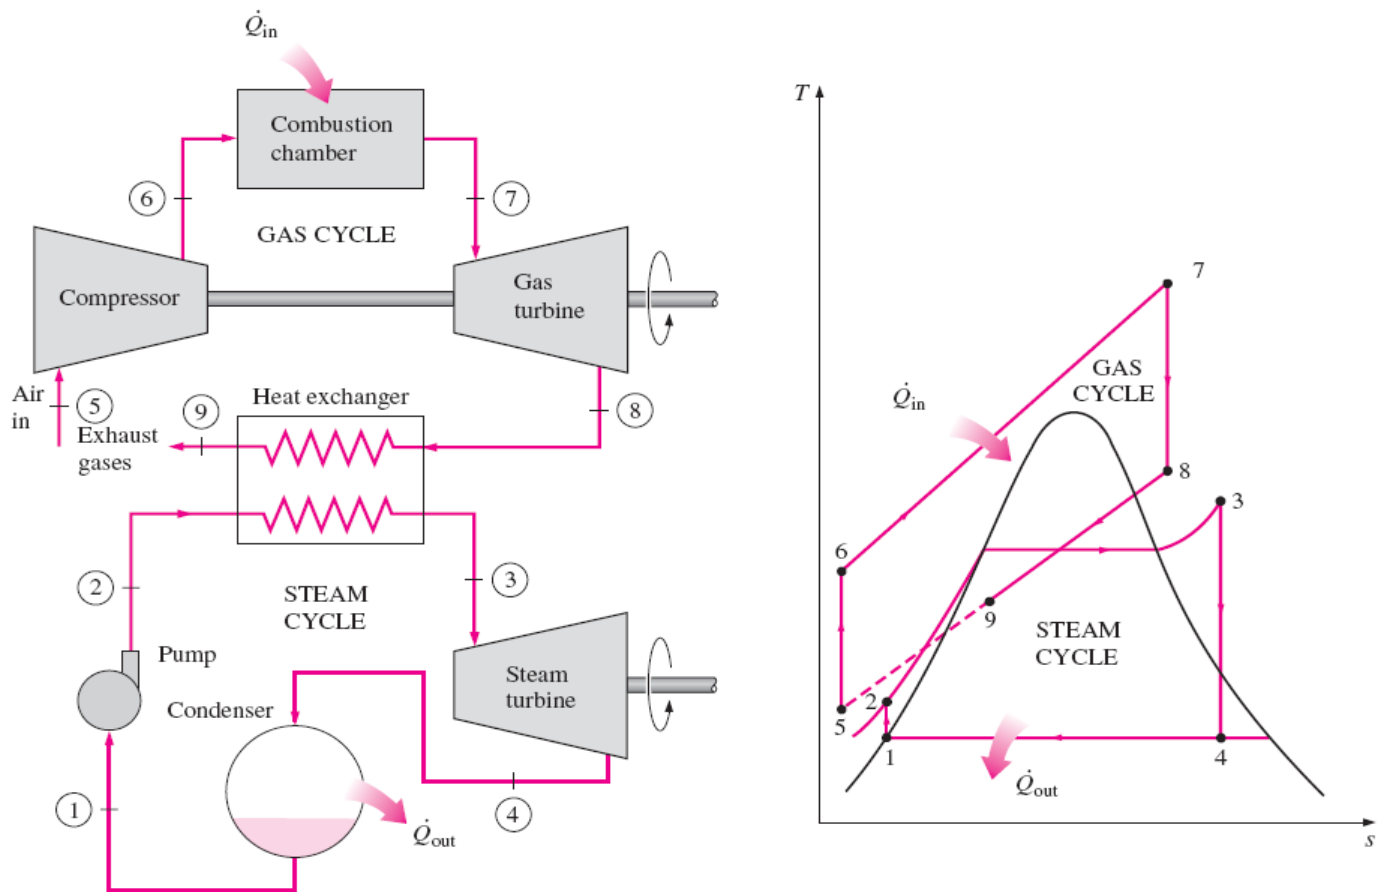 Q̇in
Combustion
chamber
6
7
GAS CYCLE
Compressor
Gas
turbine
Air
in
5
9
Heat exchanger
8
Exhaust
gases
2
3
STEAM
CYCLE
Pump
Steam
turbine
Condenser
1
4
Q̇out
T
7
GAS
CYCLE
Q̇in
8
3
6
9
STEAM
CYCLE
2
5
1
4
Q̇out
s